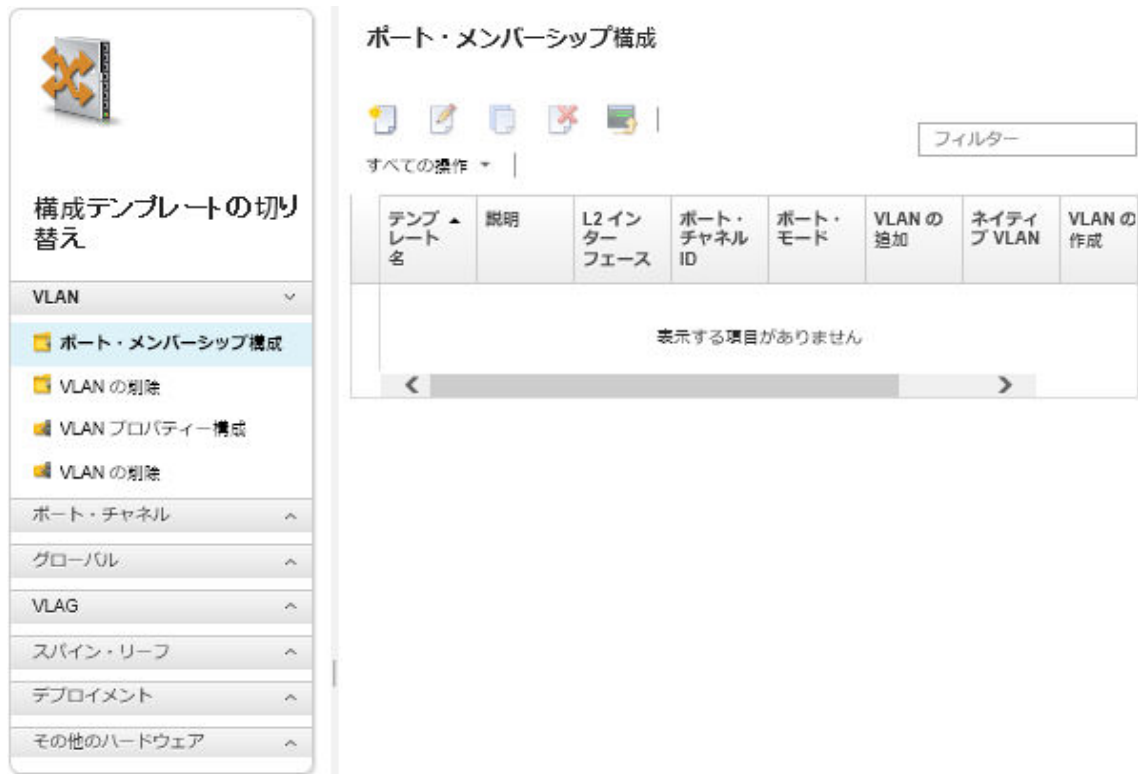 構成テンプレートの切り
替え
VLAN
ポート・メンバーシップ構成
VLAN の削除
VLAN プロパティー構成
VLAN の削除
ポート・チャネル
グローバル
VLAG
スパイン・リーフ
デプロイメント
その他のハードウェア
ポート・メンバーシップ構成
すべての操作
フィルター
テンプ
レート
名
説明
L2 イン
ター
フェース
ポート・
チャネル
ID
ポート・
モード
VLAN の
追加
ネイティ
ブ VLAN
VLAN の
作成
表示する項目がありません